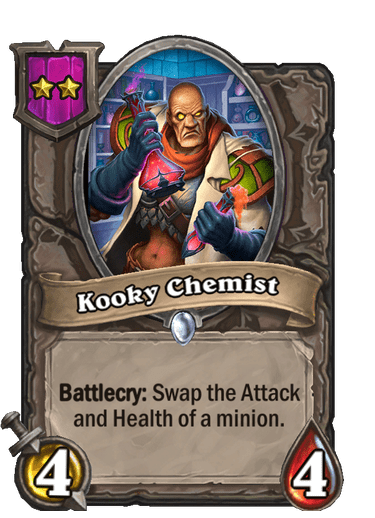 Kooky Chemist
Battlecry: Swap the Attack
and Health of a minion.
4
4